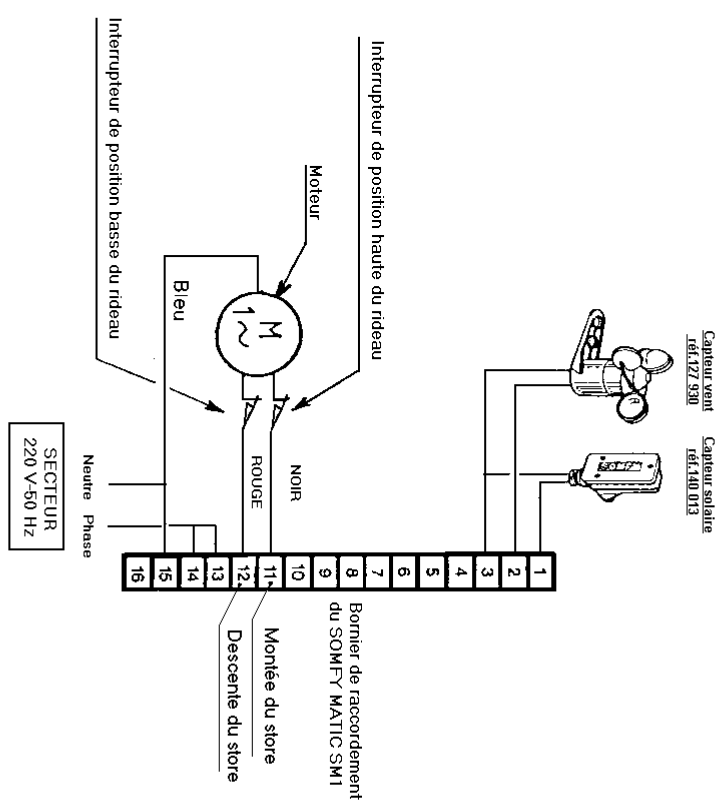 Capteur vent
réf.127 930
Capteur solaire
réf.140 013
SOMFY
Interrupteur de position haute du rideau
Moteur
Interrupteur de position basse du rideau
M
1~
Bleu
NOIR
ROUGE
Neutre
Phase
SECTEUR
220 V-50 Hz
1
2
3
4
5
6
7
8
9
10
11
12
13
14
15
16
Bornier de raccordement
du SOMFY MATIC SM1
Montée du store
Descente du store